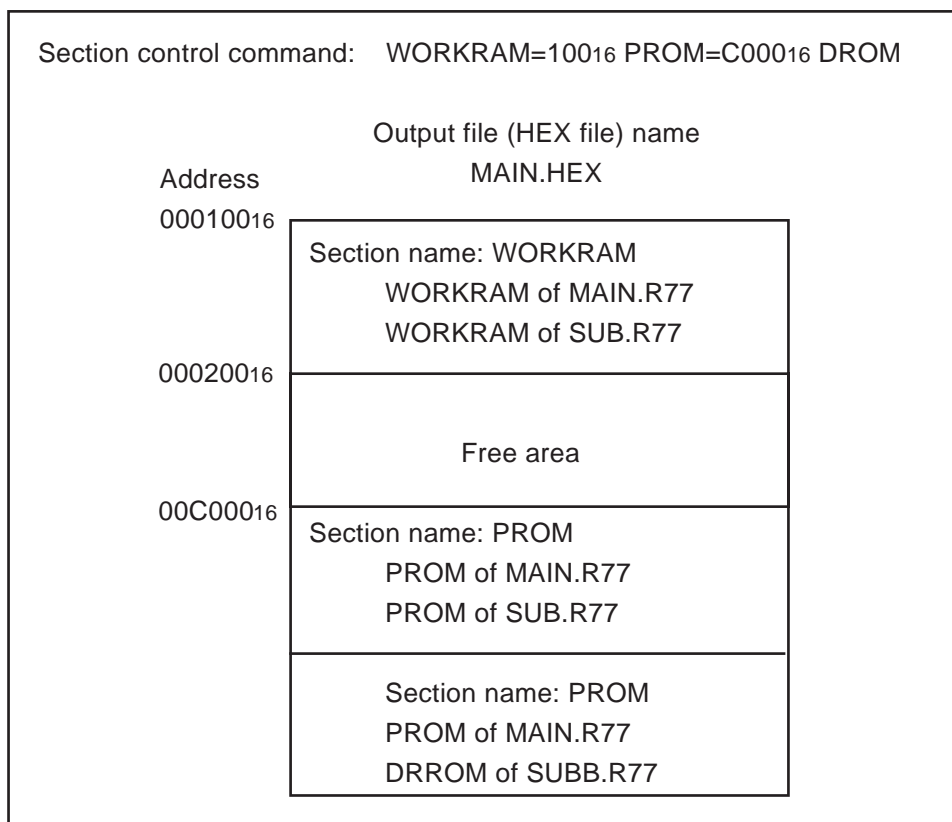 Section control command: WORKRAM=10016 PROM=C00016 DROM
Output file (HEX file) name
MAIN.HEX
Address
00010016
Section name: WORKRAM
WORKRAM of MAIN.R77
WORKRAM of SUB.R77
00020016
Free area
00C00016
Section name: PROM
PROM of MAIN.R77
PROM of SUB.R77
Section name: PROM
PROM of MAIN.R77
DRROM of SUBB.R77